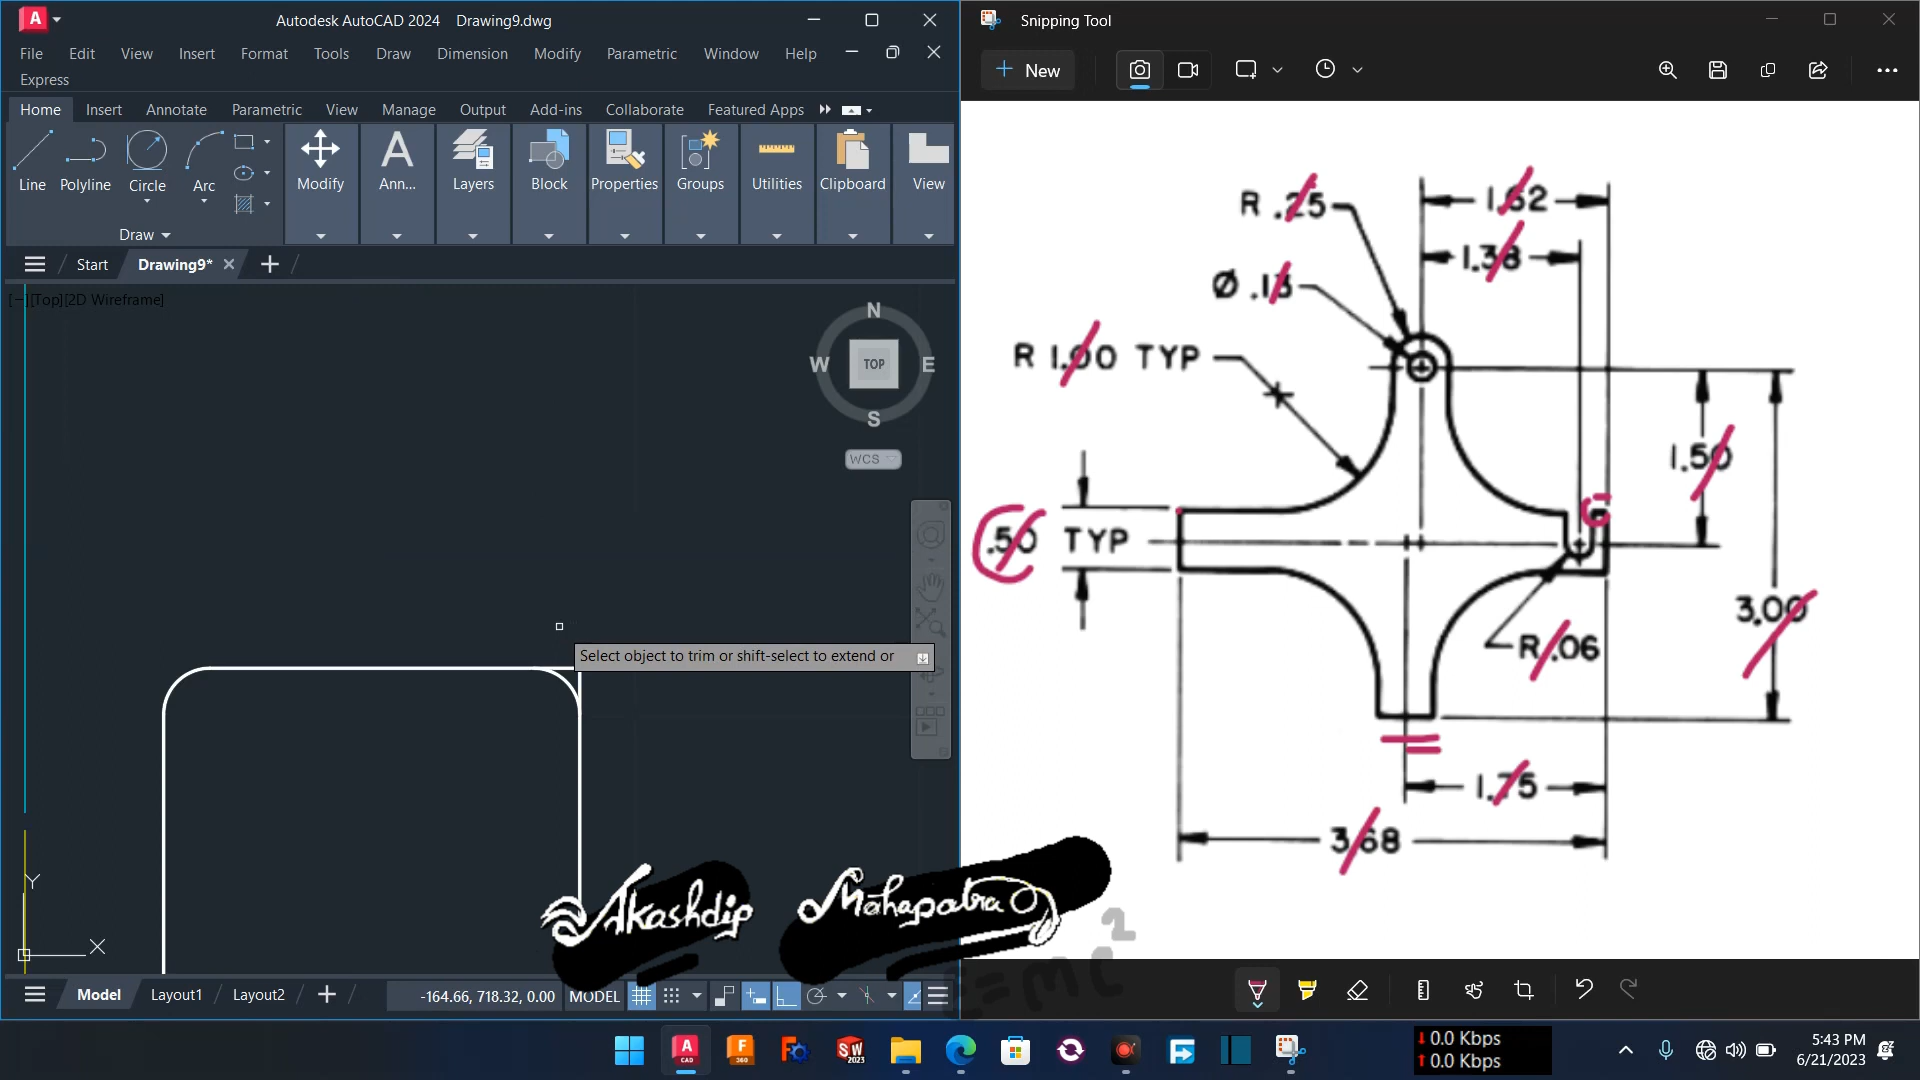 Autodesk AutoCAD 2024 Drawing9.dwg
File Edit View Insert Format Tools Draw Dimension Modify Parametric Window Help
Express
Home Insert Annotate Parametric View Manage Output Add-ins Collaborate Featured Apps
Line Polyline Circle Arc Modify Ann... Layers Block Properties Groups Utilities Clipboard View
Draw
Start Drawing9*
[−][Top][2D Wireframe]
N
W TOP E
S
WCS
Select object to trim or shift-select to extend or
Y
X
Akashdip Mahapatra
E=mc2
Model Layout1 Layout2 -164.66, 718.32, 0.00 MODEL
Snipping Tool
New
R .25
1.62
1.38
Ø .13
R 1.00 TYP
1.50
.50 TYP
3.00
R .06
1.75
3.68
A CAD
F 360
SW 2023
0.0 Kbps
0.0 Kbps
5:43 PM
6/21/2023